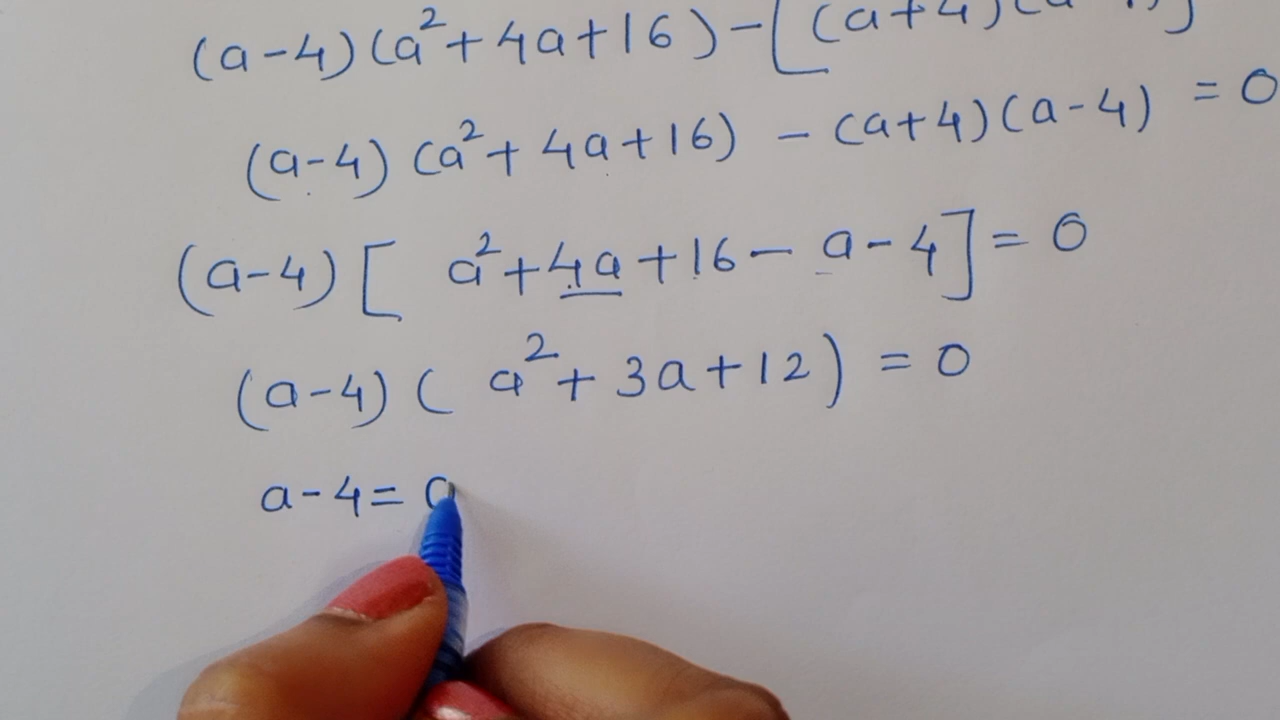 (a-4)(a²+4a+16)-[(a+4)(a
(a-4)(a²+4a+16) -(a+4)(a-4) = 0
(a-4)[ a²+4a+16-a-4]=0
(a-4)( a²+3a+12) = 0
a-4=0